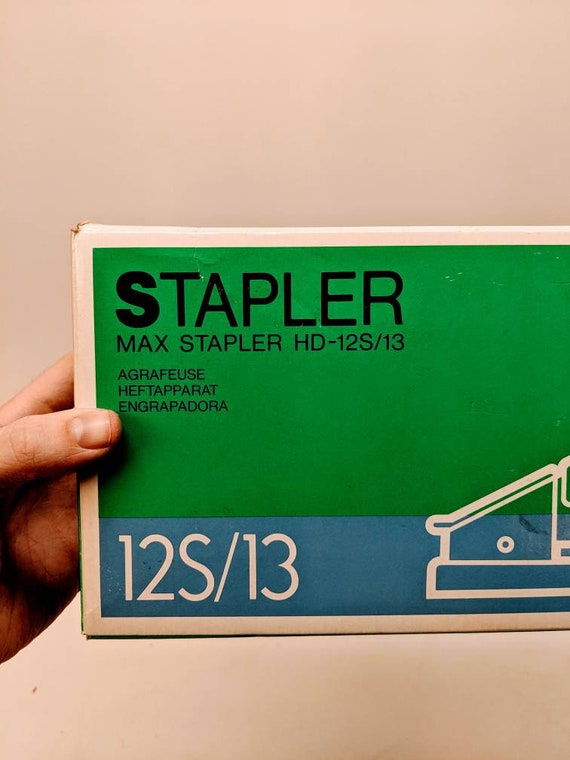 STAPLER
MAX STAPLER HD-12S/13
AGRAFEUSE
HEFTAPPARAT
ENGRAPADORA
12S/13